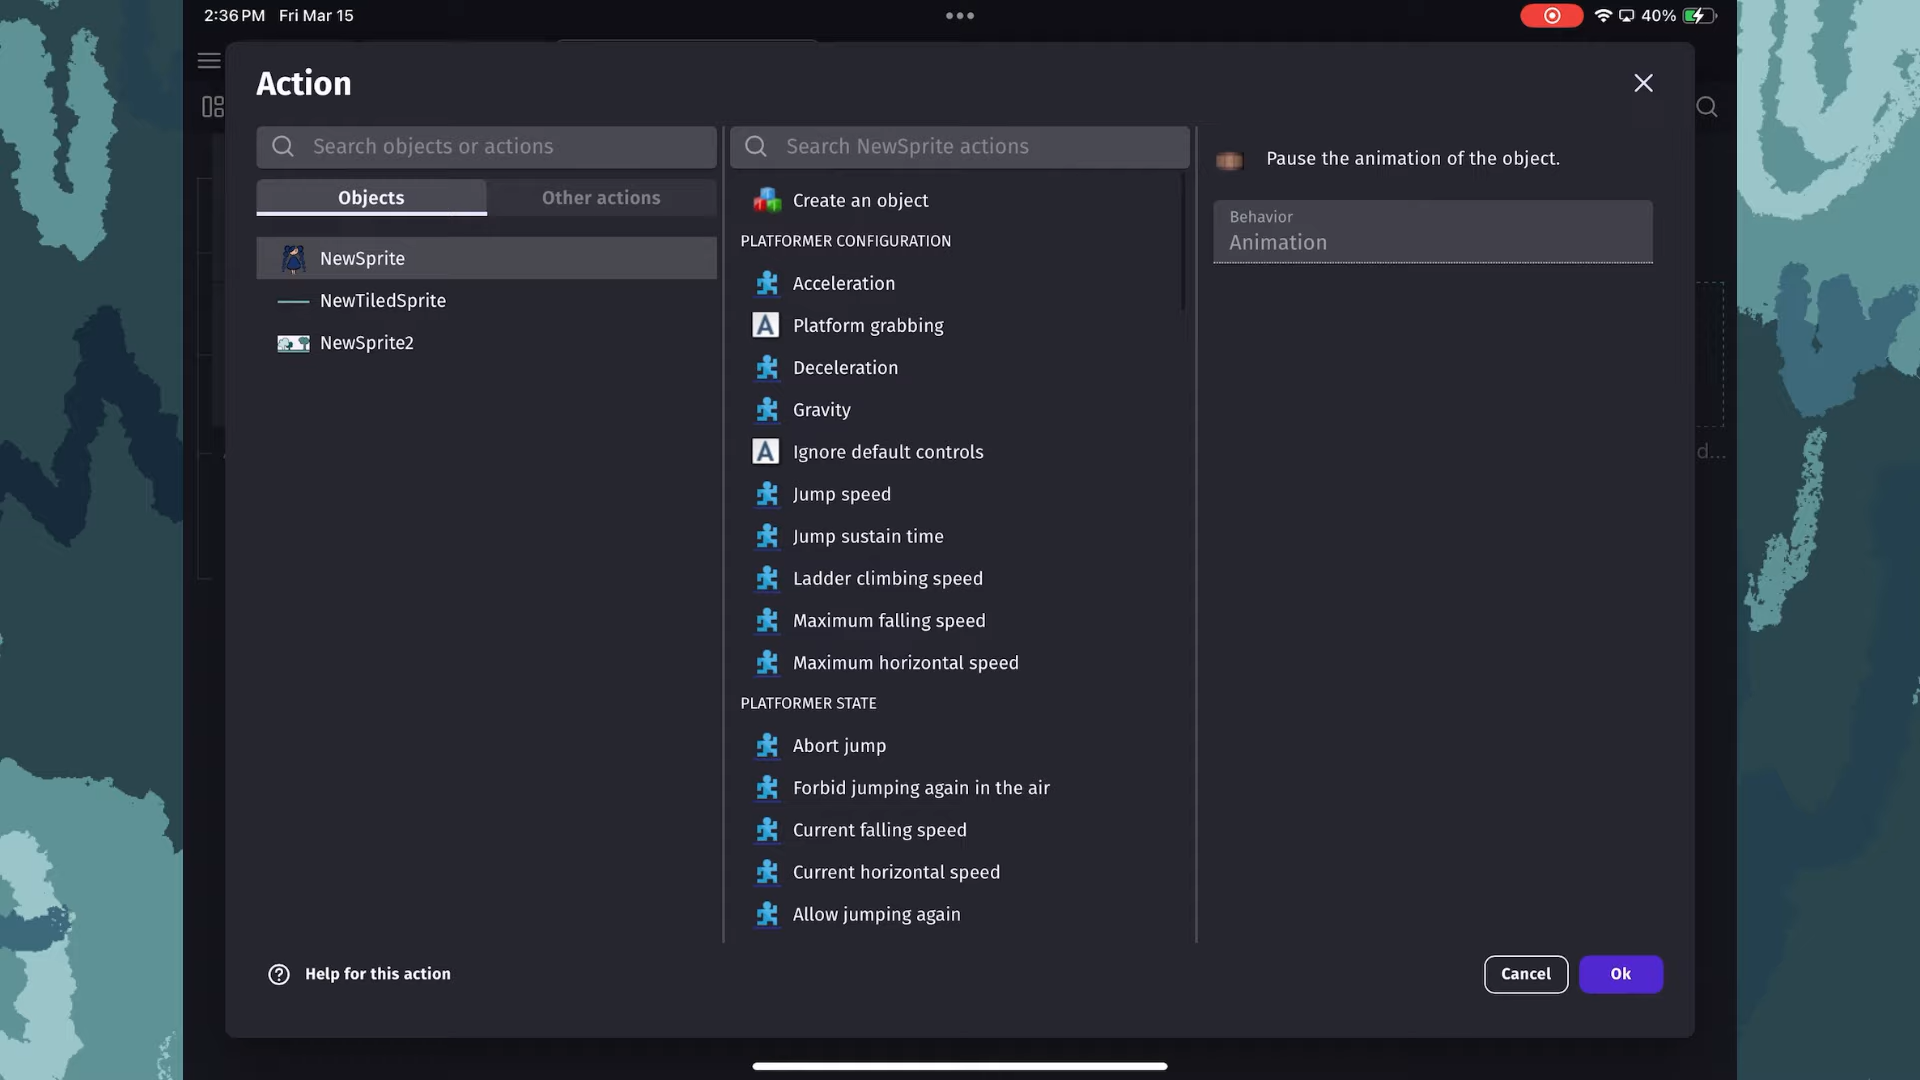 2:36 PM Fri Mar 15
40%
Action
Search objects or actions
Search NewSprite actions
Pause the animation of the object.
Objects
Other actions
Create an object
Behavior
Animation
PLATFORMER CONFIGURATION
NewSprite
Acceleration
NewTiledSprite
A Platform grabbing
NewSprite2
Deceleration
Gravity
A Ignore default controls
d...
Jump speed
Jump sustain time
Ladder climbing speed
Maximum falling speed
Maximum horizontal speed
PLATFORMER STATE
Abort jump
Forbid jumping again in the air
Current falling speed
Current horizontal speed
Allow jumping again
? Help for this action
Cancel
Ok